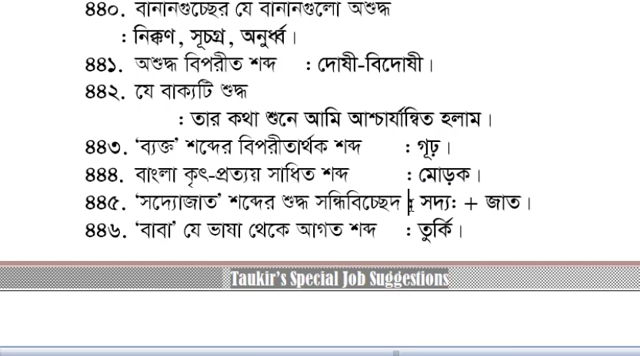 ৪৪০. বানানগুচ্ছের যে বানানগুলো অশুদ্ধ
: নিক্কণ, সূচগ্র, অনুর্ধ্ব।
৪৪১. অশুদ্ধ বিপরীত শব্দ : দোষী-বিদোষী।
৪৪২. যে বাক্যটি শুদ্ধ
: তার কথা শুনে আমি আশ্চার্যান্বিত হলাম।
৪৪৩. ‘ব্যক্ত’ শব্দের বিপরীতার্থক শব্দ : গূঢ়।
৪৪৪. বাংলা কৃৎ-প্রত্যয় সাধিত শব্দ : মোড়ক।
৪৪৫. ‘সদ্যোজাত’ শব্দের শুদ্ধ সন্ধিবিচ্ছেদ : সদ্যঃ + জাত।
৪৪৬. ‘বাবা’ যে ভাষা থেকে আগত শব্দ : তুর্কি।
Taukir's Special Job Suggestions